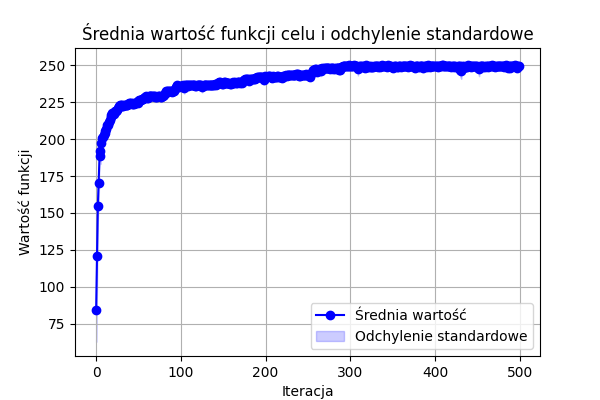 Średnia wartość funkcji celu i odchylenie standardowe
250
225
200
175
150
125
100
75
Wartość funkcji
Średnia wartość
Odchylenie standardowe
0 100 200 300 400 500
Iteracja